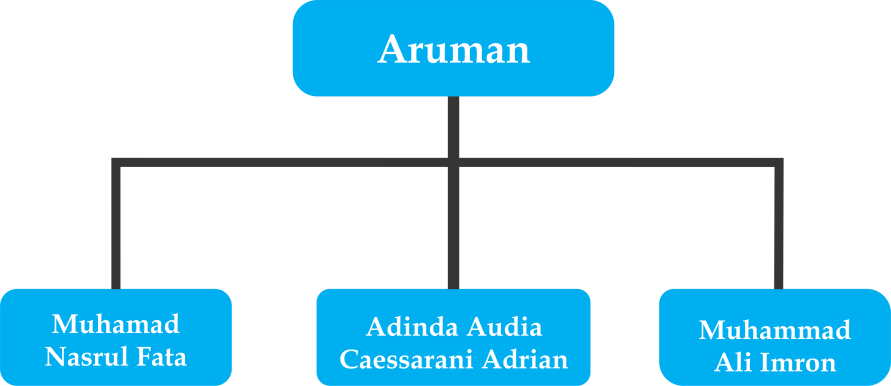 Aruman
Muhamad
Nasrul Fata
Adinda Audia
Caessarani Adrian
Muhammad
Ali Imron